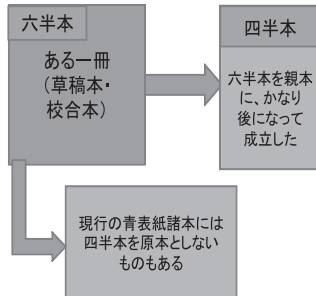 六半本
ある一冊
(草稿本・
校合本)
四半本
六半本を親本
に、かなり
後になって
成立した
現行の青表紙諸本には
四半本を原本としない
ものもある